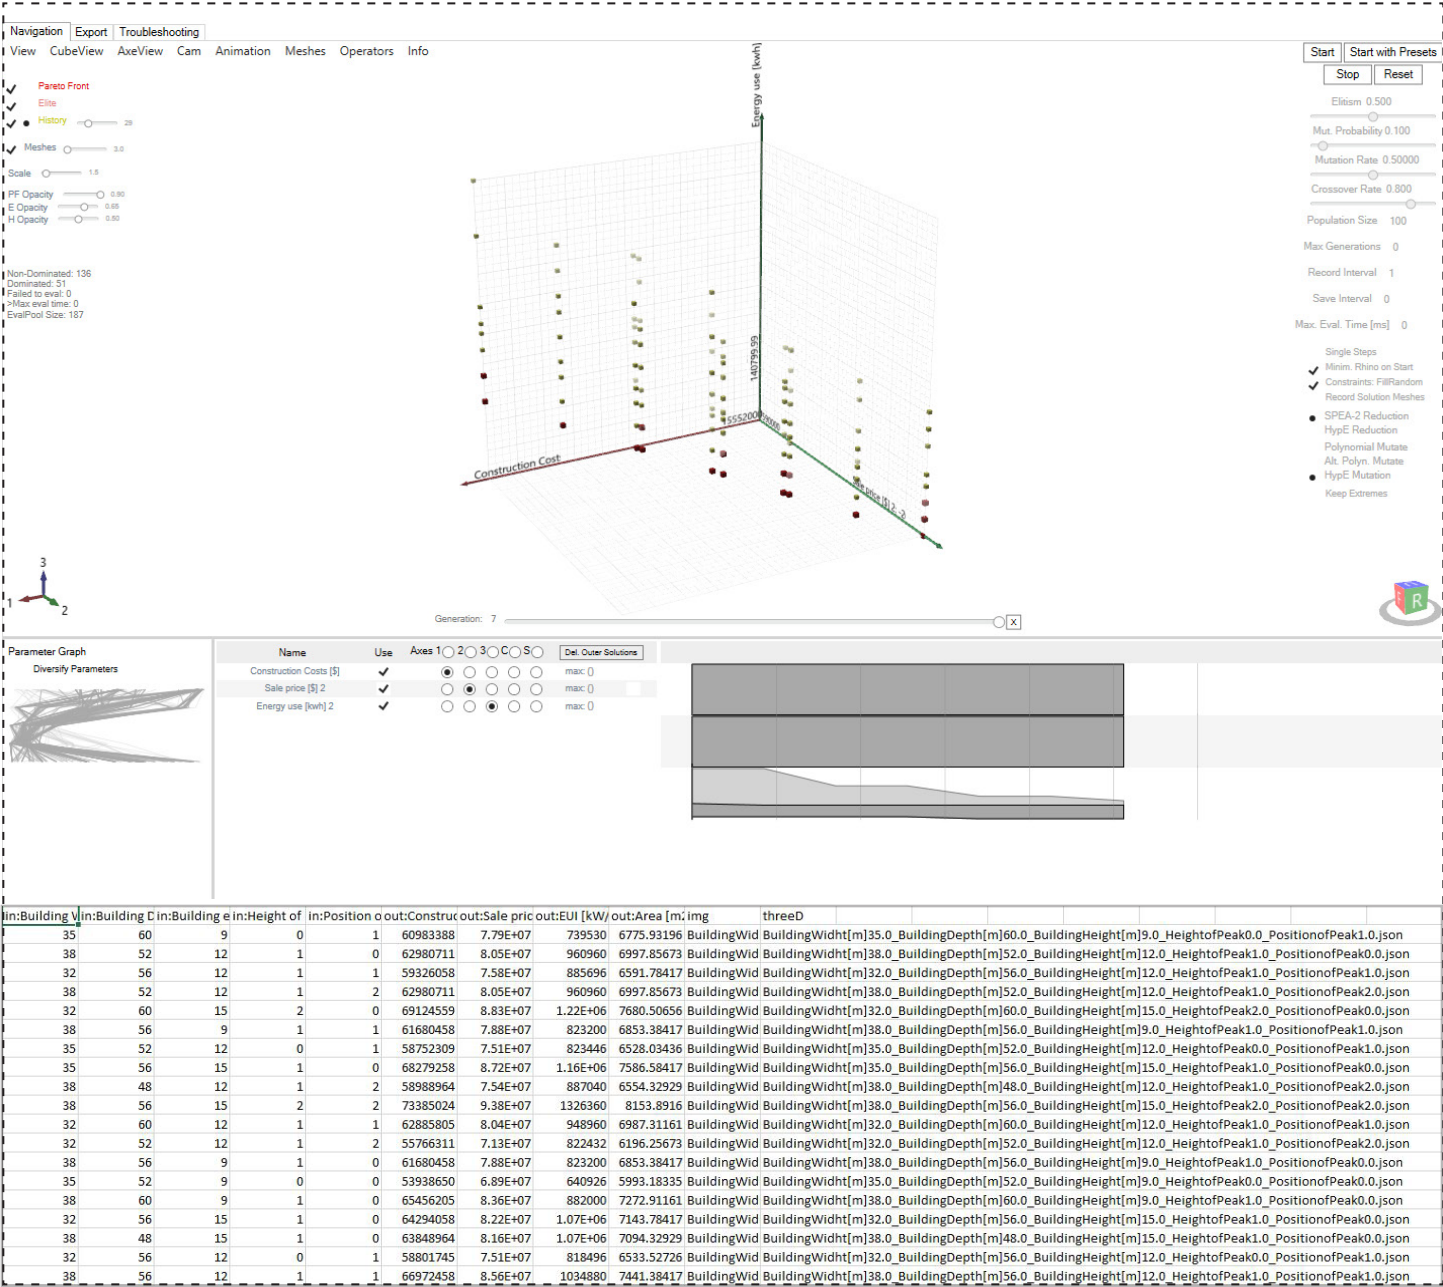 Navigation Export Troubleshooting
View CubeView AxeView Cam Animation Meshes Operators Info
Pareto Front
Elite
History 28
Meshes 3.0
Scale 1.5
PF Opacity 0.90
E Opacity 0.65
H Opacity 0.50
Non-Dominated: 136
Dominated: 51
Failed to eval: 0
>Max eval time: 0
EvalPool Size: 187
Energy use [kwh]
140799.99
Construction Cost
Start Start with Presets
Stop Reset
Elitism 0.500
Mut. Probability 0.100
Mutation Rate 0.50000
Crossover Rate 0.800
Population Size 100
Max Generations 0
Record Interval 1
Save Interval 0
Max. Eval. Time [ms] 0
Single Steps
Minim. Rhino on Start
Constraints: FillRandom
Record Solution Meshes
SPEA-2 Reduction
HypE Reduction
Polynomial Mutate
Alt. Polyn. Mutate
HypE Mutation
Keep Extremes
3
1
2
R
Generation: 7 X
Parameter Graph
Diversify Parameters
Name Use Axes 1 2 3 C S Del. Outer Solutions
Construction Costs [$] max: ()
Sale price [$] 2 max: ()
Energy use [kwh] 2 max: ()
in:Building in:Building D in:Building e in:Height of in:Position o out:Construc out:Sale pric out:EUI [kW/ out:Area [m2 img threeD
35 60 9 0 1 60983388 7.79E+07 739530 6775.93196 BuildingWid BuildingWidht[m]35.0_BuildingDepth[m]60.0_BuildingHeight[m]9.0_HeightofPeak0.0_PositionofPeak1.0.json
38 52 12 1 0 62980711 8.05E+07 960960 6997.85673 BuildingWid BuildingWidht[m]38.0_BuildingDepth[m]52.0_BuildingHeight[m]12.0_HeightofPeak1.0_PositionofPeak0.0.json
32 56 12 1 1 59326058 7.58E+07 885696 6591.78417 BuildingWid BuildingWidht[m]32.0_BuildingDepth[m]56.0_BuildingHeight[m]12.0_HeightofPeak1.0_PositionofPeak1.0.json
38 52 12 1 2 62980711 8.05E+07 960960 6997.85673 BuildingWid BuildingWidht[m]38.0_BuildingDepth[m]52.0_BuildingHeight[m]12.0_HeightofPeak1.0_PositionofPeak2.0.json
32 60 15 2 0 69124559 8.83E+07 1.22E+06 7680.50656 BuildingWid BuildingWidht[m]32.0_BuildingDepth[m]60.0_BuildingHeight[m]15.0_HeightofPeak2.0_PositionofPeak0.0.json
38 56 9 1 1 61680458 7.88E+07 823200 6853.38417 BuildingWid BuildingWidht[m]38.0_BuildingDepth[m]56.0_BuildingHeight[m]9.0_HeightofPeak1.0_PositionofPeak1.0.json
35 52 12 0 1 58752309 7.51E+07 823446 6528.03436 BuildingWid BuildingWidht[m]35.0_BuildingDepth[m]52.0_BuildingHeight[m]12.0_HeightofPeak0.0_PositionofPeak1.0.json
35 56 15 1 0 68279258 8.72E+07 1.16E+06 7586.58417 BuildingWid BuildingWidht[m]35.0_BuildingDepth[m]56.0_BuildingHeight[m]15.0_HeightofPeak1.0_PositionofPeak0.0.json
38 48 12 1 2 58988964 7.54E+07 887040 6554.32929 BuildingWid BuildingWidht[m]38.0_BuildingDepth[m]48.0_BuildingHeight[m]12.0_HeightofPeak1.0_PositionofPeak2.0.json
38 56 15 2 2 73385024 9.38E+07 1326360 8153.8916 BuildingWid BuildingWidht[m]38.0_BuildingDepth[m]56.0_BuildingHeight[m]15.0_HeightofPeak2.0_PositionofPeak2.0.json
32 60 12 1 1 62885805 8.04E+07 948960 6987.31161 BuildingWid BuildingWidht[m]32.0_BuildingDepth[m]60.0_BuildingHeight[m]12.0_HeightofPeak1.0_PositionofPeak1.0.json
32 52 12 1 2 55766311 7.13E+07 822432 6196.25673 BuildingWid BuildingWidht[m]32.0_BuildingDepth[m]52.0_BuildingHeight[m]12.0_HeightofPeak1.0_PositionofPeak2.0.json
38 56 9 1 0 61680458 7.88E+07 823200 6853.38417 BuildingWid BuildingWidht[m]38.0_BuildingDepth[m]56.0_BuildingHeight[m]9.0_HeightofPeak1.0_PositionofPeak0.0.json
35 52 9 0 0 53938650 6.89E+07 640926 5993.18335 BuildingWid BuildingWidht[m]35.0_BuildingDepth[m]52.0_BuildingHeight[m]9.0_HeightofPeak0.0_PositionofPeak0.0.json
38 60 9 1 0 65456205 8.36E+07 882000 7272.91161 BuildingWid BuildingWidht[m]38.0_BuildingDepth[m]60.0_BuildingHeight[m]9.0_HeightofPeak1.0_PositionofPeak0.0.json
32 56 15 1 0 64294058 8.22E+07 1.07E+06 7143.78417 BuildingWid BuildingWidht[m]32.0_BuildingDepth[m]56.0_BuildingHeight[m]15.0_HeightofPeak1.0_PositionofPeak0.0.json
38 48 15 1 0 63848964 8.16E+07 1.07E+06 7094.32929 BuildingWid BuildingWidht[m]38.0_BuildingDepth[m]48.0_BuildingHeight[m]15.0_HeightofPeak1.0_PositionofPeak0.0.json
32 56 12 0 1 58801745 7.51E+07 818496 6533.52726 BuildingWid BuildingWidht[m]32.0_BuildingDepth[m]56.0_BuildingHeight[m]12.0_HeightofPeak0.0_PositionofPeak1.0.json
38 56 12 1 1 66972458 8.56E+07 1034880 7441.38417 BuildingWid BuildingWidht[m]38.0_BuildingDepth[m]56.0_BuildingHeight[m]12.0_HeightofPeak1.0_PositionofPeak1.0.json